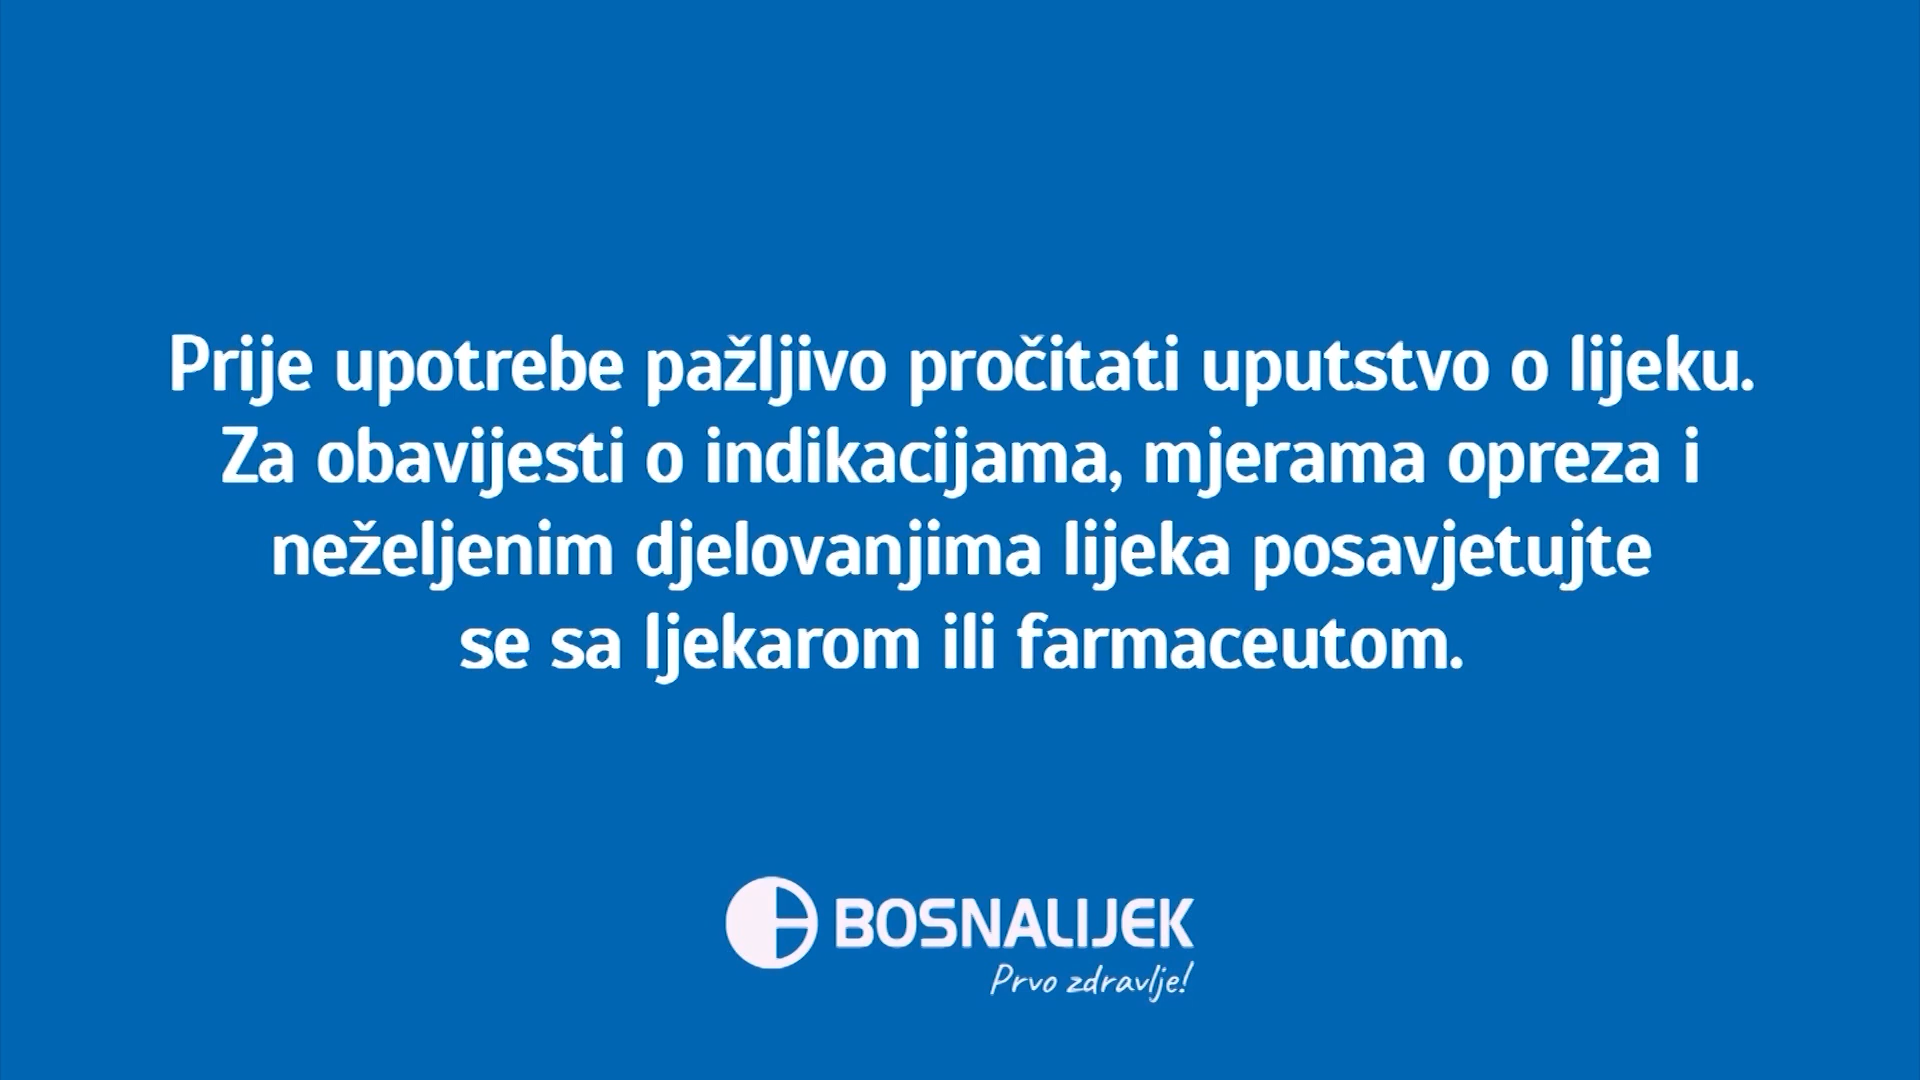 Prije upotrebe pažljivo pročitati uputstvo o lijeku.
Za obavijesti o indikacijama, mjerama opreza i
neželjenim djelovanjima lijeka posavjetujte
se sa ljekarom ili farmaceutom.
BOSNALIJEK
Prvo zdravlje!